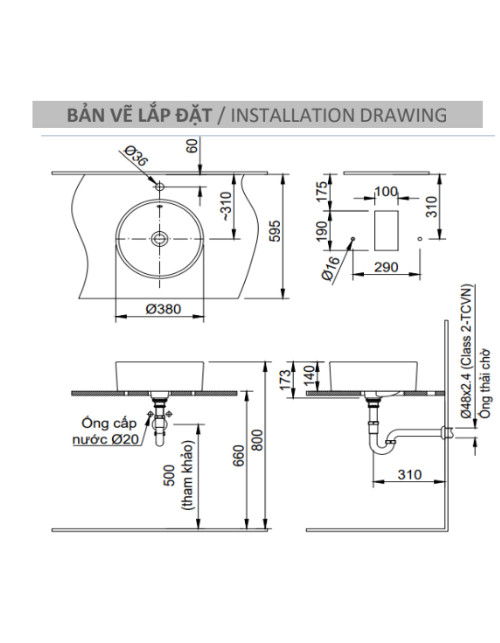 BẢN VẼ LẮP ĐẶT / INSTALLATION DRAWING
Ø36
60
~310
595
Ø380
175
100
190
310
Ø16
290
Ống cấp
nước Ø20
500
(tham khảo)
660
800
173
140
310
Ø48x2.4 (Class 2-TCVN)
Ống thải chờ